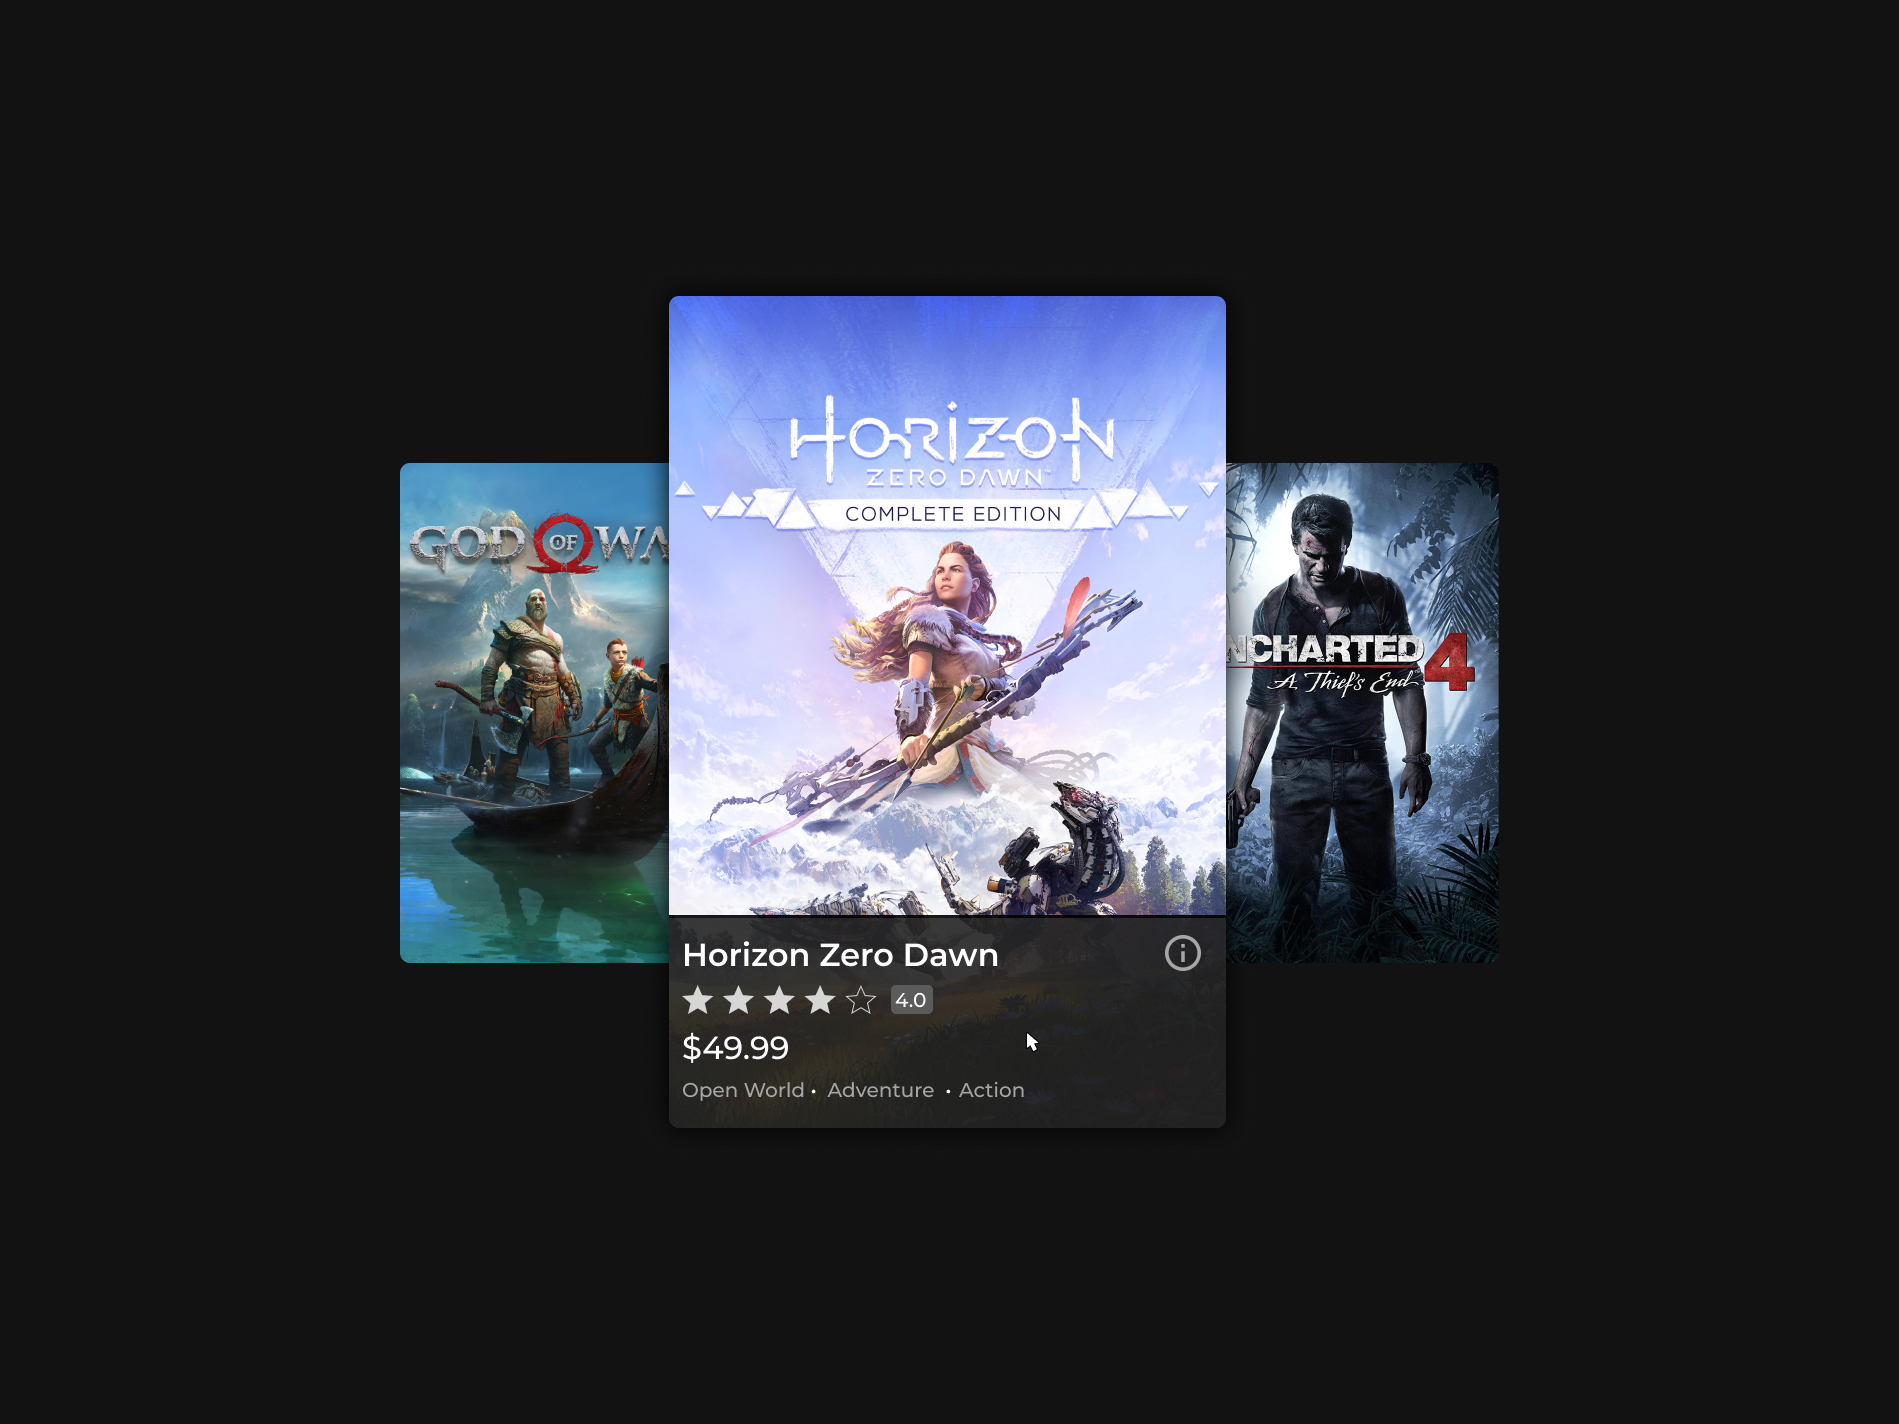 HORIZON
ZERO DAWN™
COMPLETE EDITION
GOD OF WA
NCHARTED 4
A Thief's End
Horizon Zero Dawn
4.0
$49.99
Open World • Adventure • Action